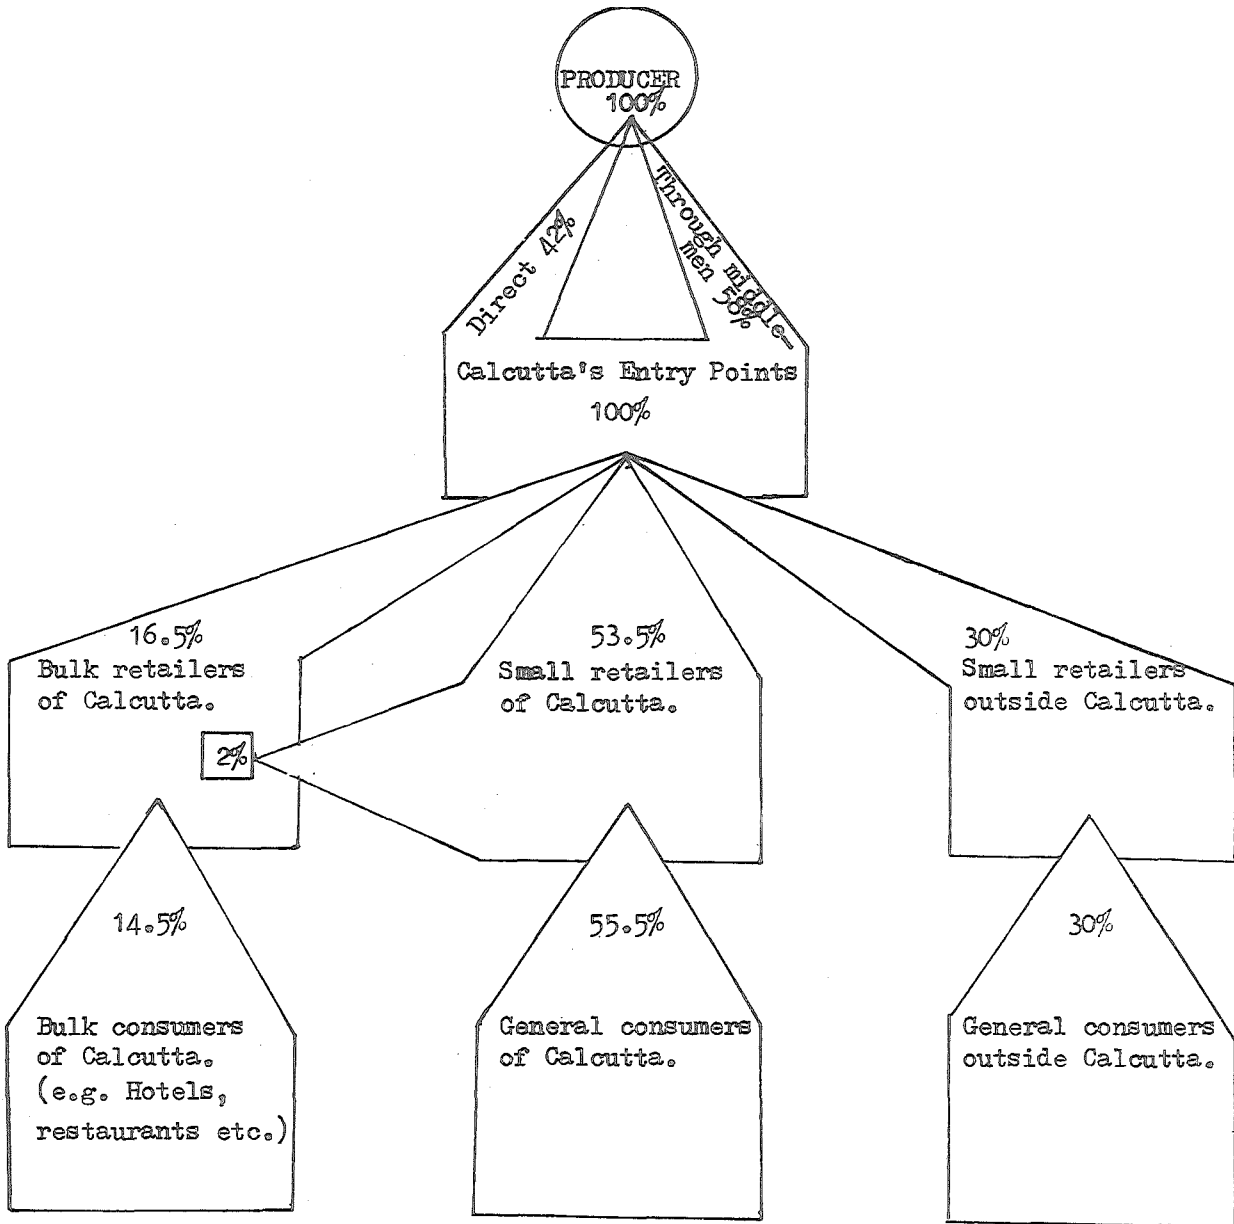 PRODUCER
100%
Direct 42%
Through middle-
men 58%
Calcutta's Entry Points
100%
16.5%
Bulk retailers
of Calcutta.
2%
53.5%
Small retailers
of Calcutta.
30%
Small retailers
outside Calcutta.
14.5%
Bulk consumers
of Calcutta.
(e.g. Hotels,
restaurants etc.)
55.5%
General consumers
of Calcutta.
30%
General consumers
outside Calcutta.